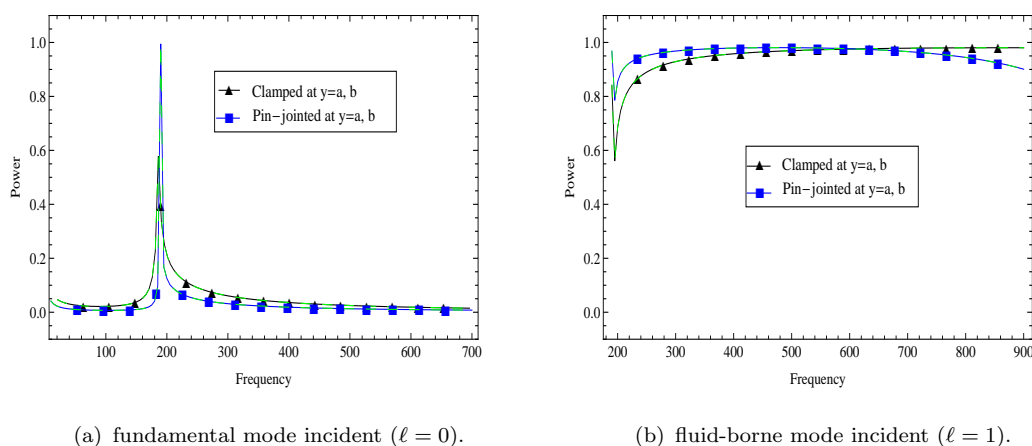 1.0
0.8
0.6
0.4
0.2
0.0
Power
100 200 300 400 500 600 700
Frequency
Clamped at y=a, b
Pin-jointed at y=a, b
(a) fundamental mode incident (ℓ = 0).
1.0
0.8
0.6
0.4
0.2
0.0
Power
200 300 400 500 600 700 800 900
Frequency
Clamped at y=a, b
Pin-jointed at y=a, b
(b) fluid-borne mode incident (ℓ = 1).